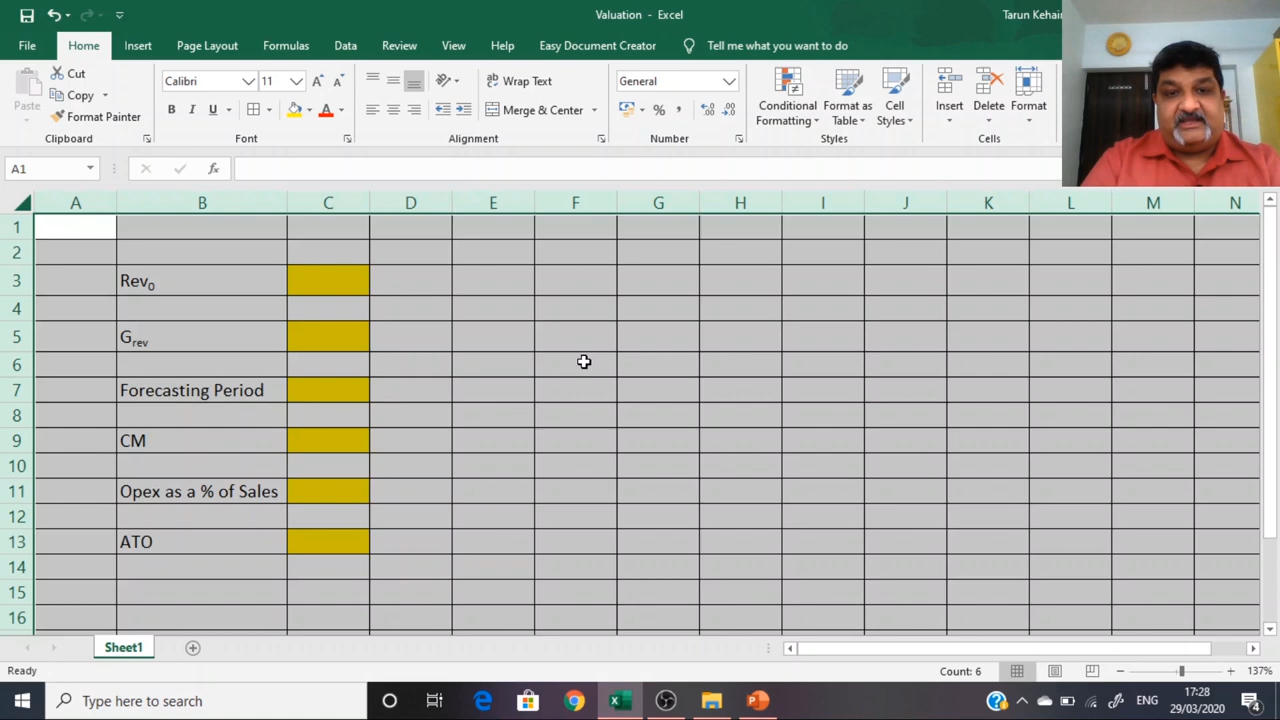 Valuation - Excel
Tarun Kehair
File Home Insert Page Layout Formulas Data Review View Help Easy Document Creator Tell me what you want to do
Paste
Cut
Copy
Format Painter
Clipboard
Calibri 11
B I U
Font
Wrap Text
Merge & Center
Alignment
General
%
Number
Conditional Formatting
Format as Table
Cell Styles
Styles
Insert Delete Format
Cells
A1
fx
A B C D E F G H I J K L M N
1
2
3 Rev₀
4
5 Grev
6
7 Forecasting Period
8
9 CM
10
11 Opex as a % of Sales
12
13 ATO
14
15
16
Sheet1
Ready
Count: 6
137%
Type here to search
ENG
17:28
29/03/2020
4